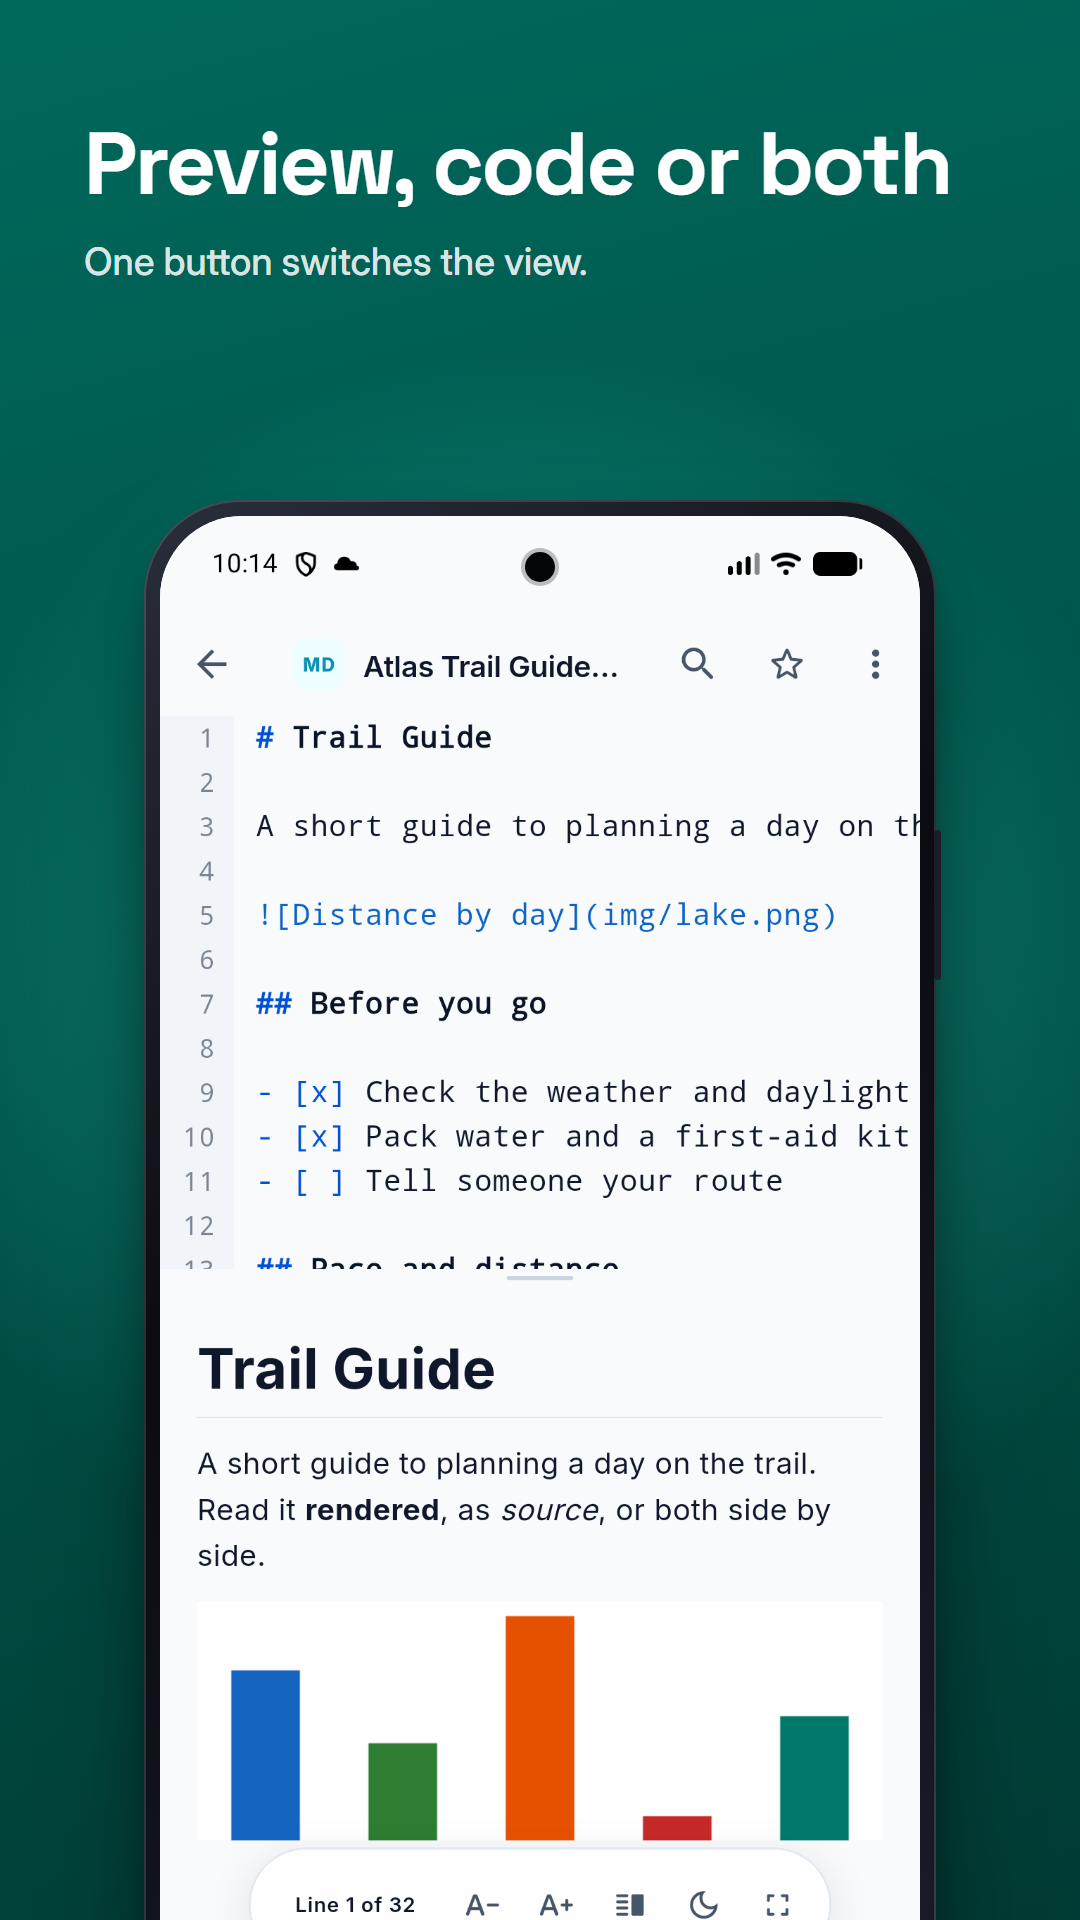 Preview, code or both
One button switches the view.
10:14
MD Atlas Trail Guide...
1 # Trail Guide
2
3 A short guide to planning a day on th
4
5 ![Distance by day](img/lake.png)
6
7 ## Before you go
8
9 - [x] Check the weather and daylight
10 - [x] Pack water and a first-aid kit
11 - [ ] Tell someone your route
12
13 ## Pace and distance
Trail Guide
A short guide to planning a day on the trail.
Read it rendered, as source, or both side by
side.
Line 1 of 32 A- A+